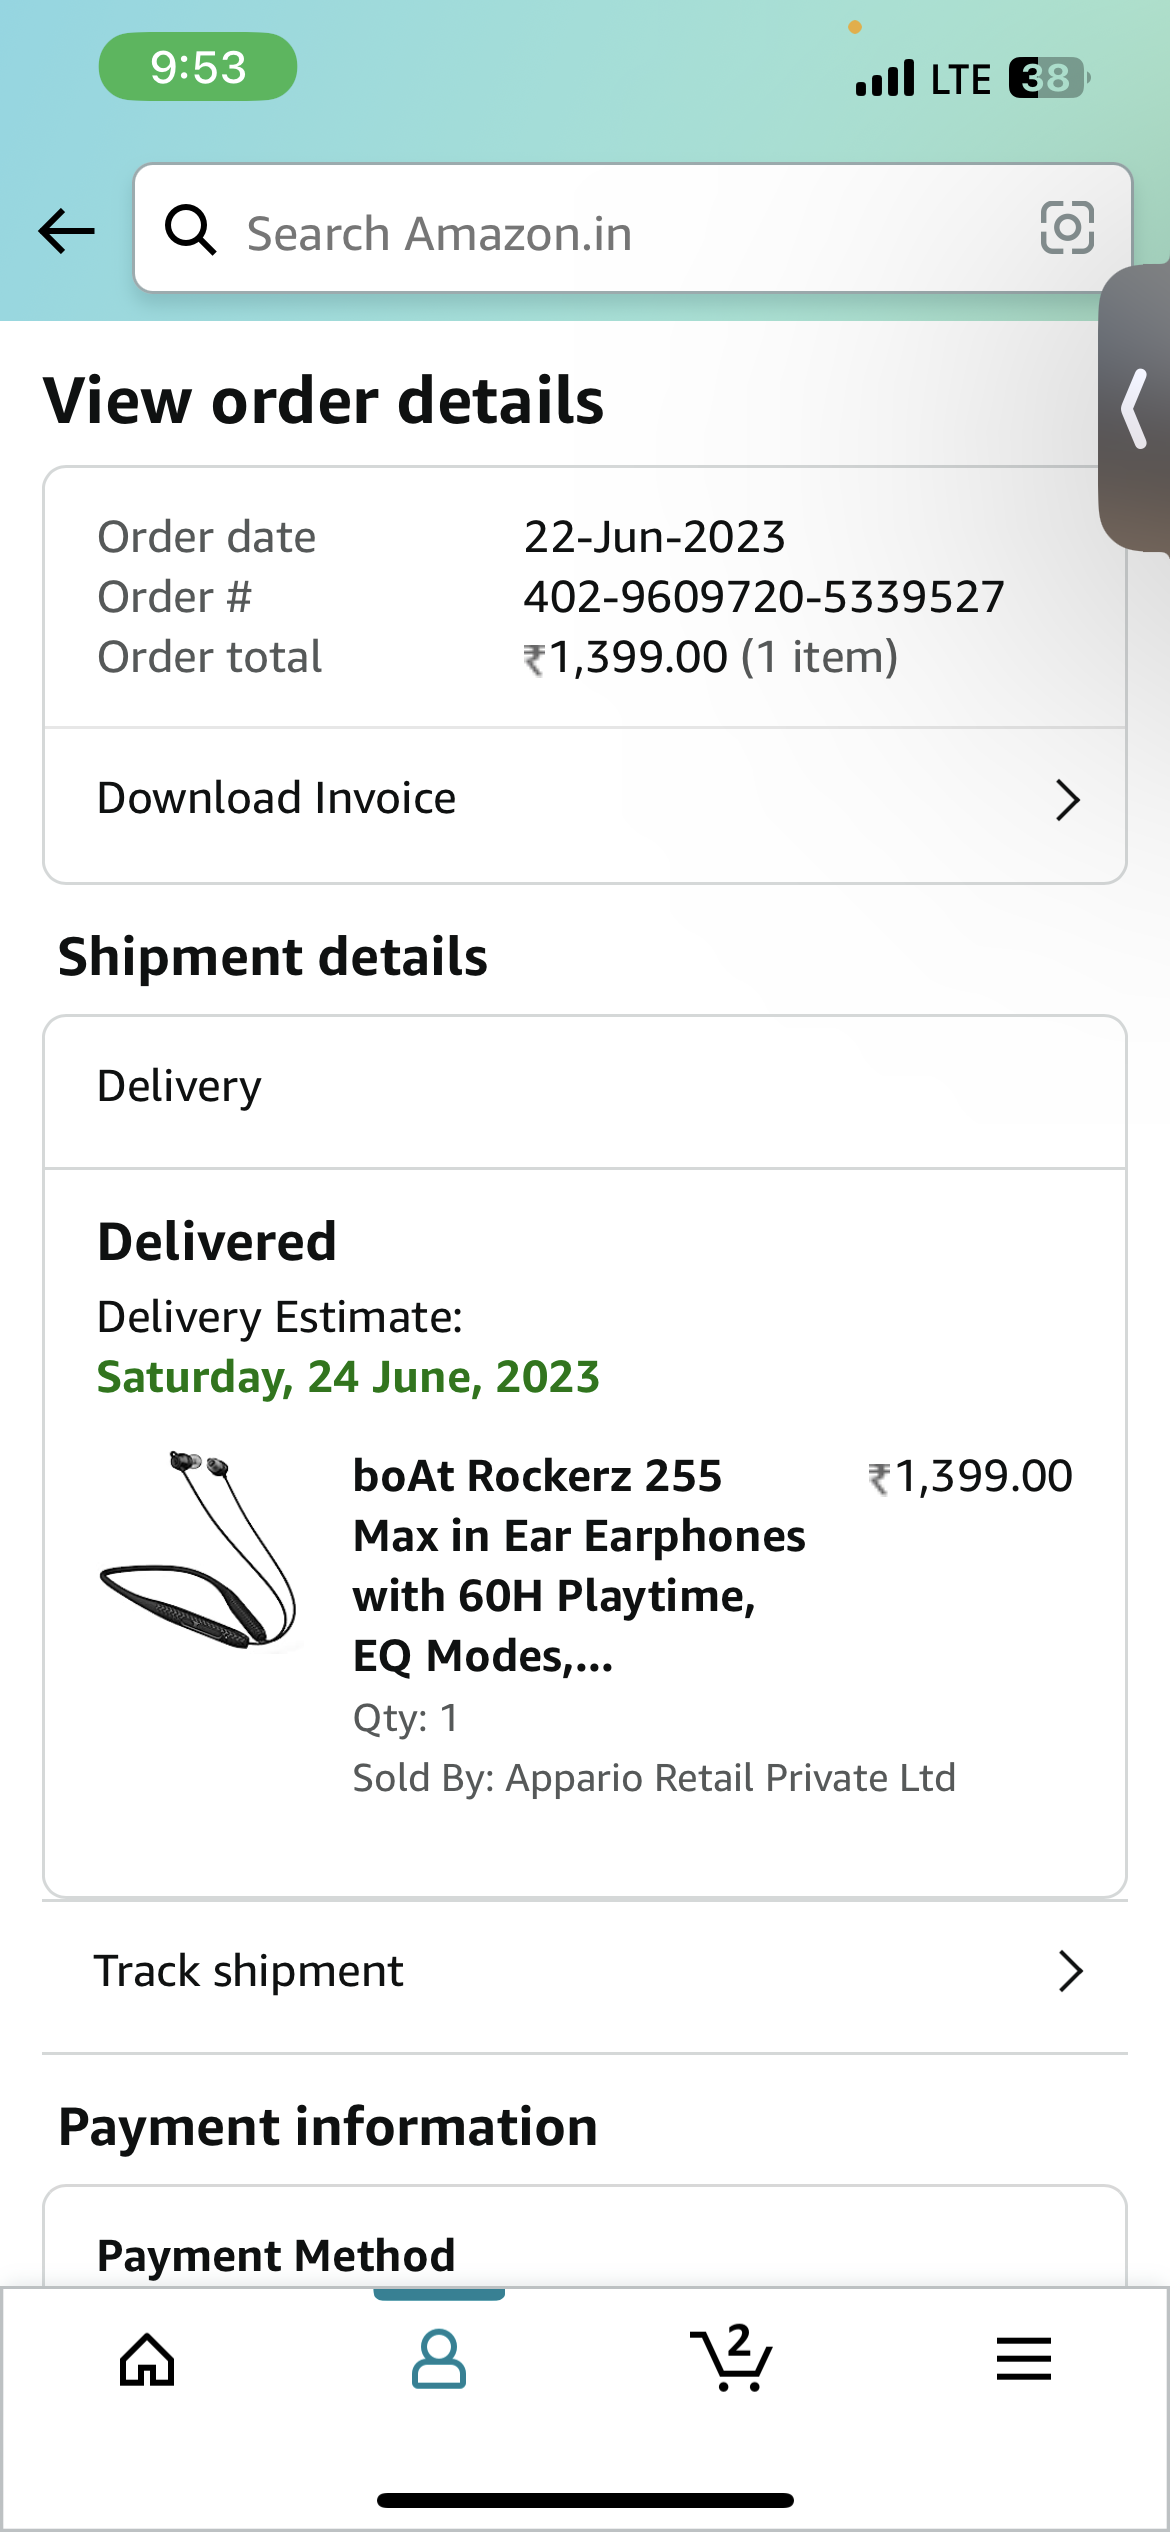 9:53
LTE 38
Search Amazon.in
View order details
Order date 22-Jun-2023
Order # 402-9609720-5339527
Order total ₹1,399.00 (1 item)
Download Invoice
Shipment details
Delivery
Delivered
Delivery Estimate:
Saturday, 24 June, 2023
boAt Rockerz 255 ₹1,399.00
Max in Ear Earphones
with 60H Playtime,
EQ Modes,...
Qty: 1
Sold By: Appario Retail Private Ltd
Track shipment
Payment information
Payment Method
2